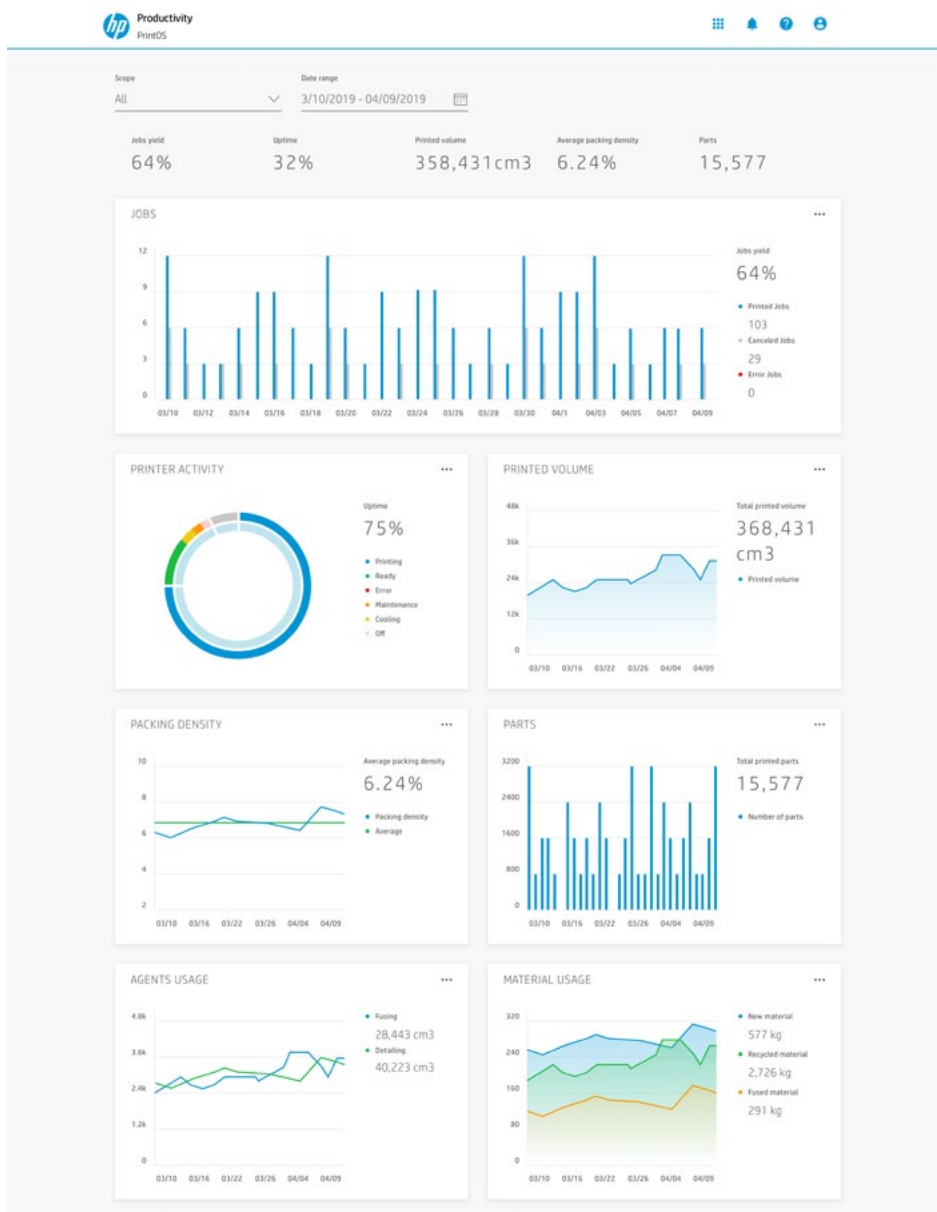 hp
Productivity
PrintOS
Scope
Date range
All
3/10/2019 - 04/09/2019
Jobs yield
Uptime
Printed volume
Average packing density
Parts
64%
32%
358,431cm3
6.24%
15,577
JOBS
12
9
6
3
0
03/10 03/12 03/14 03/16 03/18 03/20 03/22 03/24 03/26 03/28 03/30 04/1 04/03 04/05 04/07 04/09
Jobs yield
64%
Printed Jobs
103
Canceled Jobs
29
Error Jobs
0
PRINTER ACTIVITY
Uptime
75%
Printing
Ready
Error
Maintenance
Cooling
Off
PRINTED VOLUME
48k
36k
24k
12k
0
03/10 03/16 03/22 03/26 04/04 04/09
Total printed volume
368,431
cm3
Printed volume
PACKING DENSITY
10
8
6
4
2
03/10 03/16 03/22 03/26 04/04 04/09
Average packing density
6.24%
Packing density
Average
PARTS
3200
2400
1600
800
0
03/10 03/16 03/22 03/26 04/04 04/09
Total printed parts
15,577
Number of parts
AGENTS USAGE
4.8k
3.6k
2.4k
1.2k
0
03/10 03/16 03/22 03/26 04/04 04/09
Fusing
28,443 cm3
Detailing
40,223 cm3
MATERIAL USAGE
320
240
160
80
0
03/10 03/16 03/22 03/26 04/04 04/09
New material
577 kg
Recycled material
2,726 kg
Fused material
291 kg